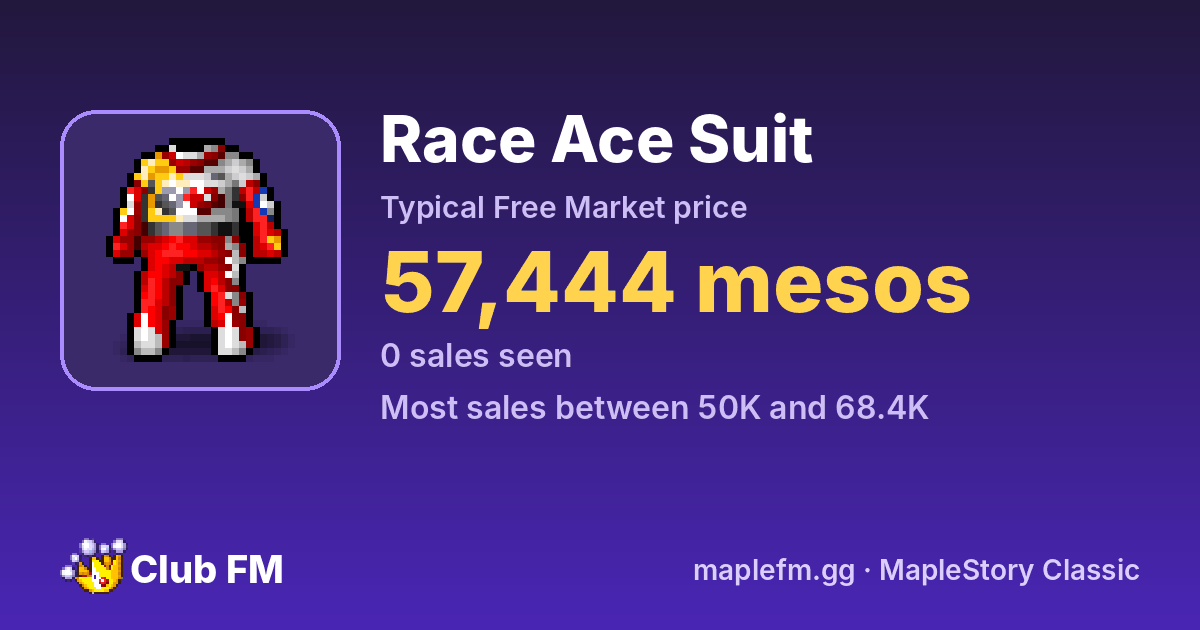 Race Ace Suit
Typical Free Market price
57,444 mesos
0 sales seen
Most sales between 50K and 68.4K
Club FM
maplefm.gg · MapleStory Classic